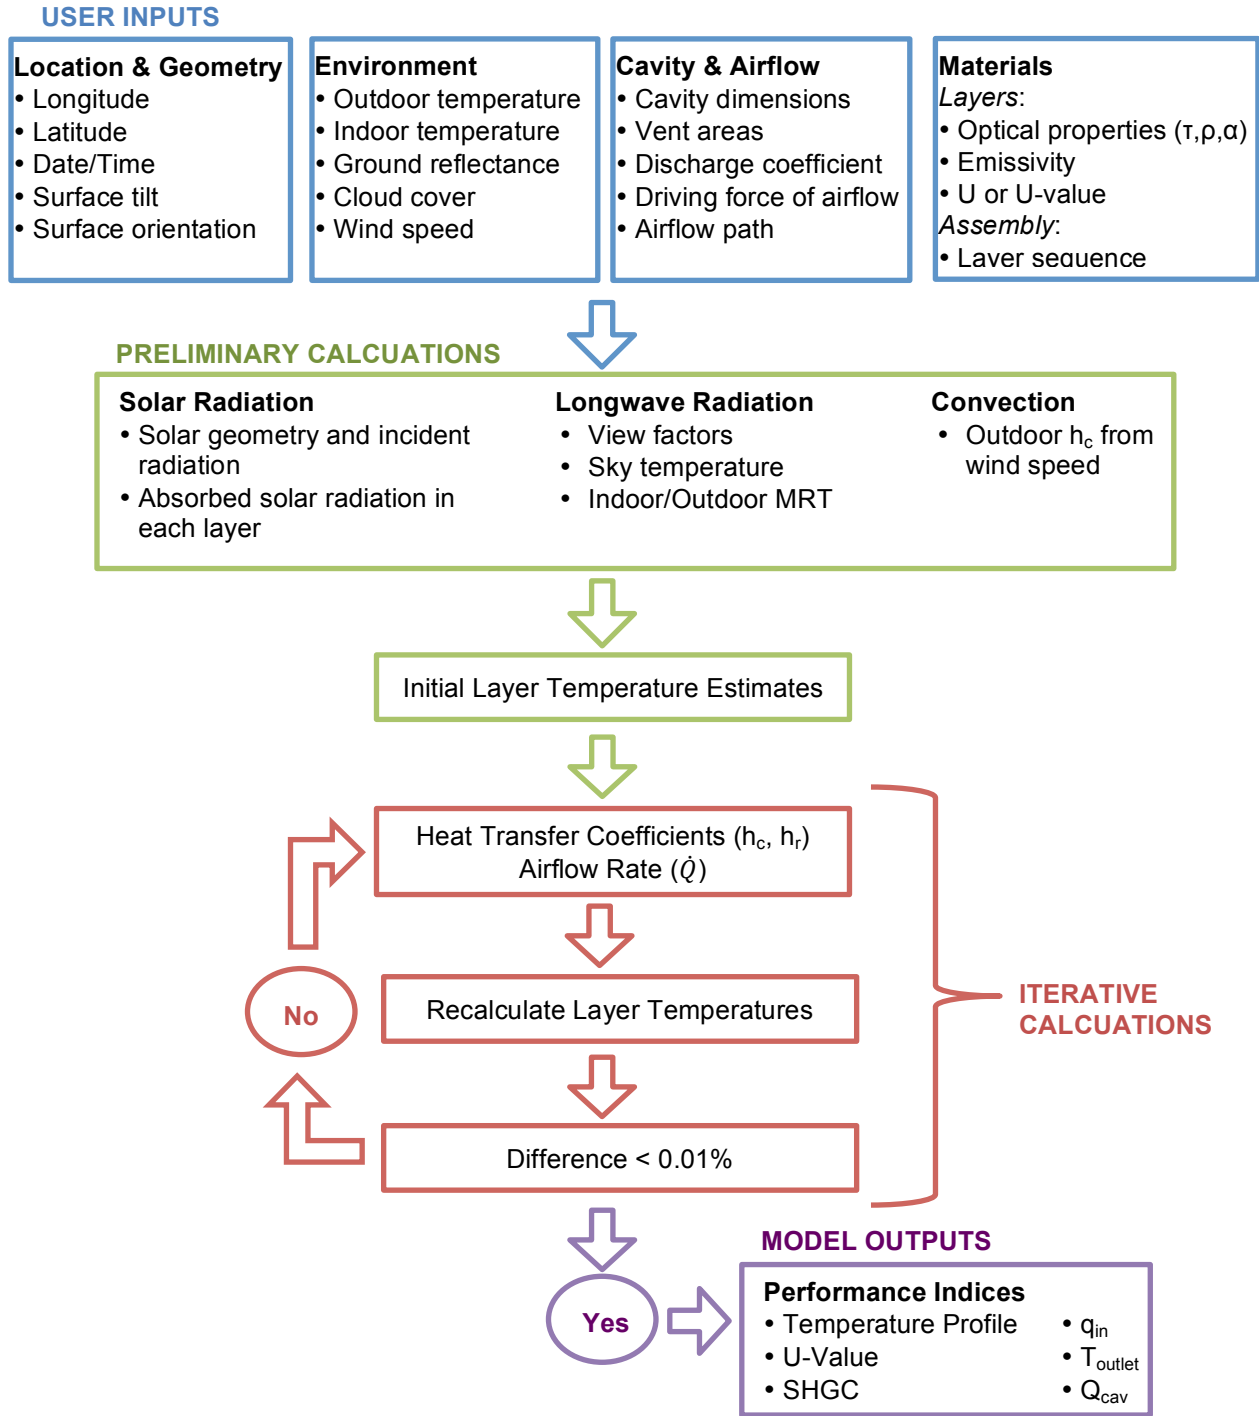 USER INPUTS
Location & Geometry
• Longitude
• Latitude
• Date/Time
• Surface tilt
• Surface orientation
Environment
• Outdoor temperature
• Indoor temperature
• Ground reflectance
• Cloud cover
• Wind speed
Cavity & Airflow
• Cavity dimensions
• Vent areas
• Discharge coefficient
• Driving force of airflow
• Airflow path
Materials
Layers:
• Optical properties (τ,ρ,α)
• Emissivity
• U or U-value
Assembly:
• Layer sequence
PRELIMINARY CALCUATIONS
Solar Radiation
• Solar geometry and incident
radiation
• Absorbed solar radiation in
each layer
Longwave Radiation
• View factors
• Sky temperature
• Indoor/Outdoor MRT
Convection
• Outdoor hc from
wind speed
Initial Layer Temperature Estimates
Heat Transfer Coefficients (hc, hr)
Airflow Rate (Q̇)
Recalculate Layer Temperatures
No
ITERATIVE
CALCUATIONS
Difference < 0.01%
Yes
MODEL OUTPUTS
Performance Indices
• Temperature Profile
• U-Value
• SHGC
• qin
• Toutlet
• Qcav